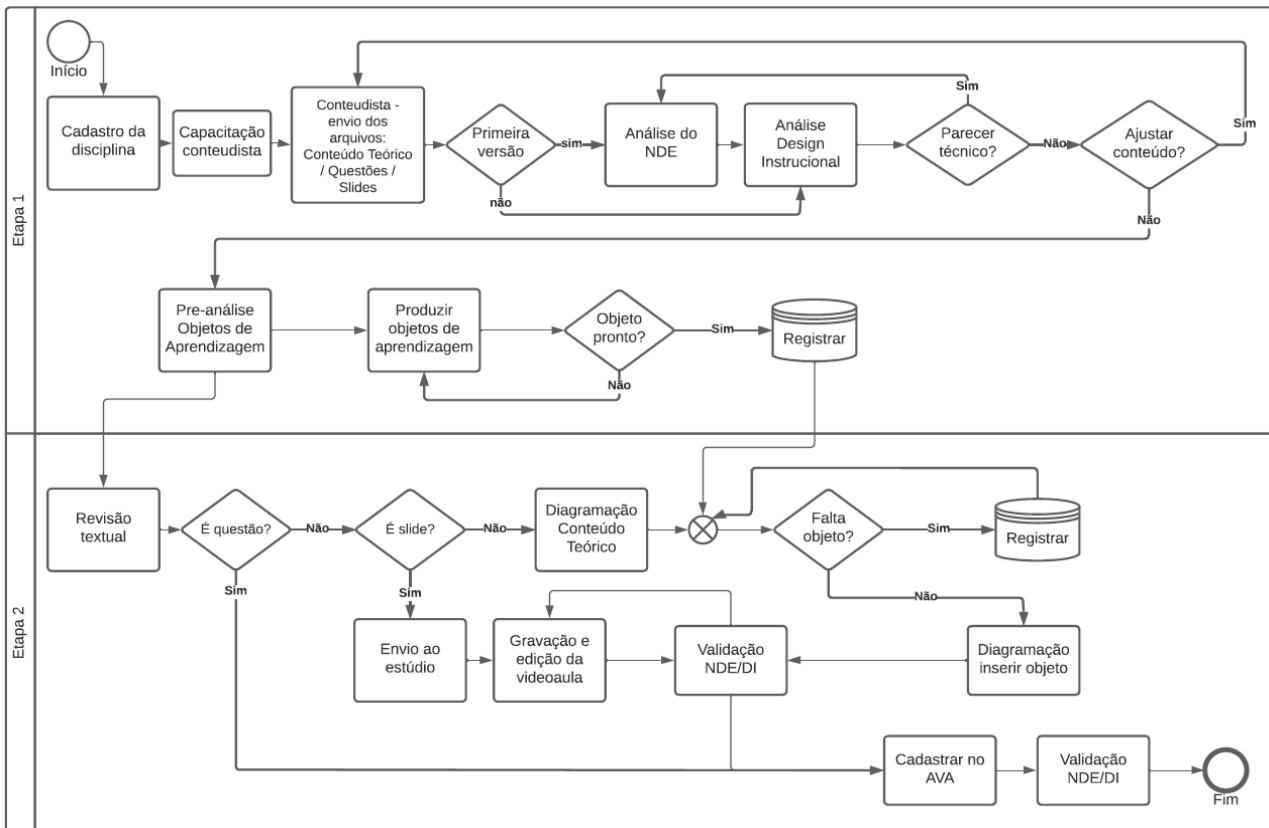 Etapa 1
Início
Cadastro da
disciplina
Capacitação
conteudista
Conteudista -
envio dos
arquivos:
Conteúdo Teórico
/ Questões /
Slides
Primeira
versão
sim
não
Análise do
NDE
Análise
Design
Instrucional
Sim
Parecer
técnico?
Não
Ajustar
conteúdo?
Sim
Não
Pre-análise
Objetos de
Aprendizagem
Produzir
objetos de
aprendizagem
Objeto
pronto?
Sim
Não
Registrar
Etapa 2
Revisão
textual
É questão?
Não
Sim
É slide?
Não
Sim
Diagramação
Conteúdo
Teórico
Falta
objeto?
Sim
Não
Registrar
Envio ao
estúdio
Gravação e
edição da
videoaula
Validação
NDE/DI
Diagramação
inserir objeto
Cadastrar no
AVA
Validação
NDE/DI
Fim